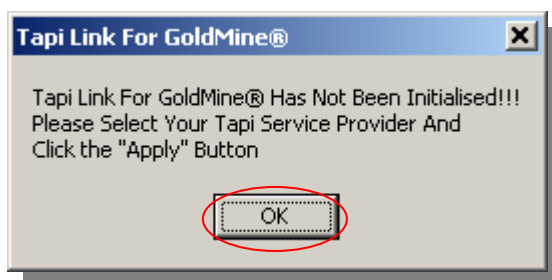 Tapi Link For GoldMine®
Tapi Link For GoldMine® Has Not Been Initialised!!!
Please Select Your Tapi Service Provider And
Click the "Apply" Button
OK